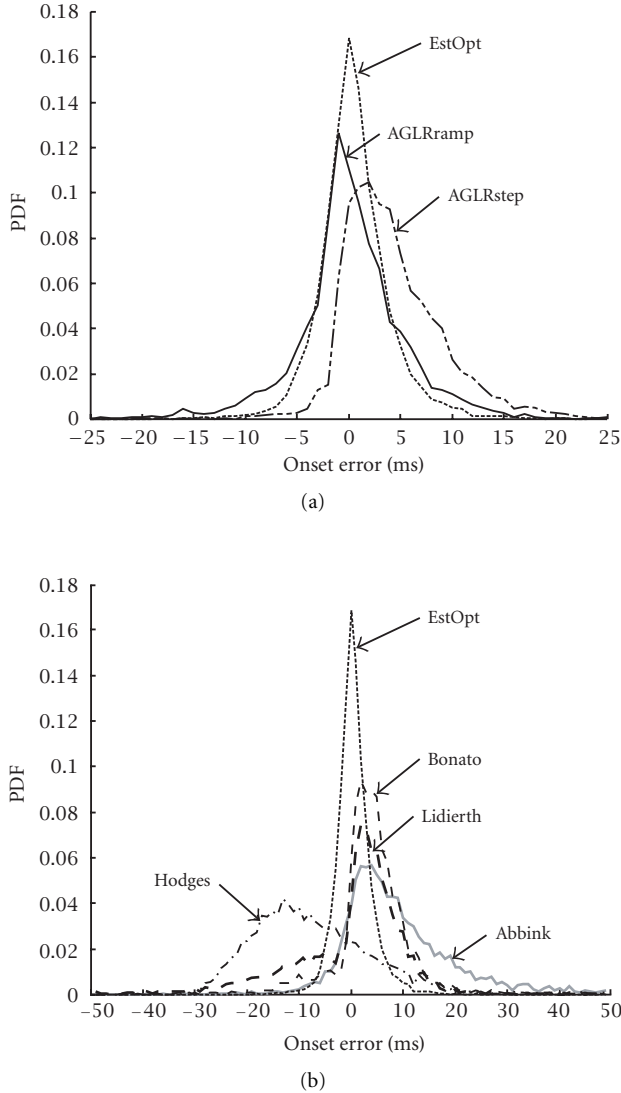 0.18
0.16
0.14
0.12
0.1
0.08
0.06
0.04
0.02
0
PDF
EstOpt
AGLRramp
AGLRstep
−25 −20 −15 −10 −5 0 5 10 15 20 25
Onset error (ms)
(a)
0.18
0.16
0.14
0.12
0.1
0.08
0.06
0.04
0.02
0
PDF
EstOpt
Bonato
Lidierth
Hodges
Abbink
−50 −40 −30 −20 −10 0 10 20 30 40 50
Onset error (ms)
(b)